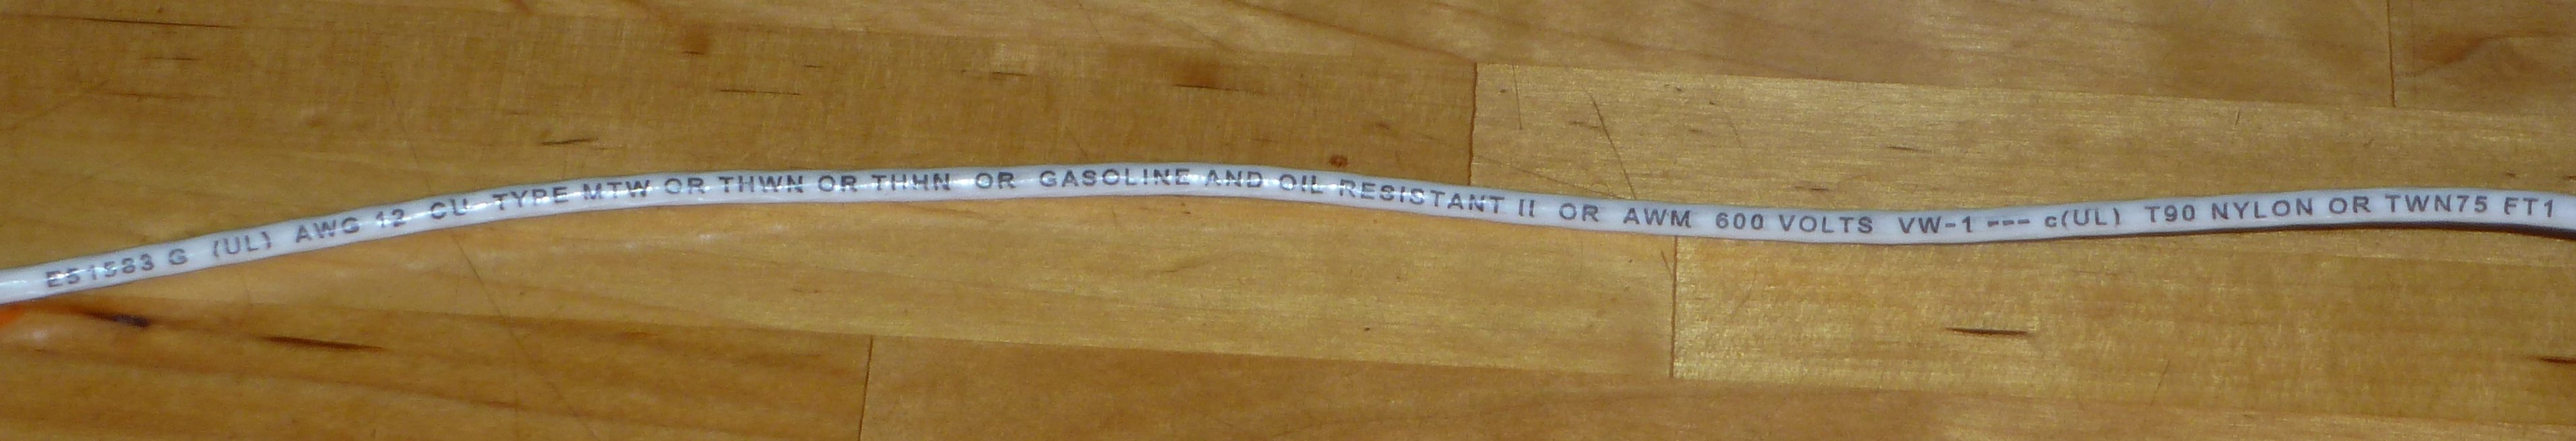 E51583 G (UL) AWG 12 CU TYPE MTW OR THWN OR THHN OR GASOLINE AND OIL RESISTANT II OR AWM 600 VOLTS VW-1 --- c(UL) T90 NYLON OR TWN75 FT1